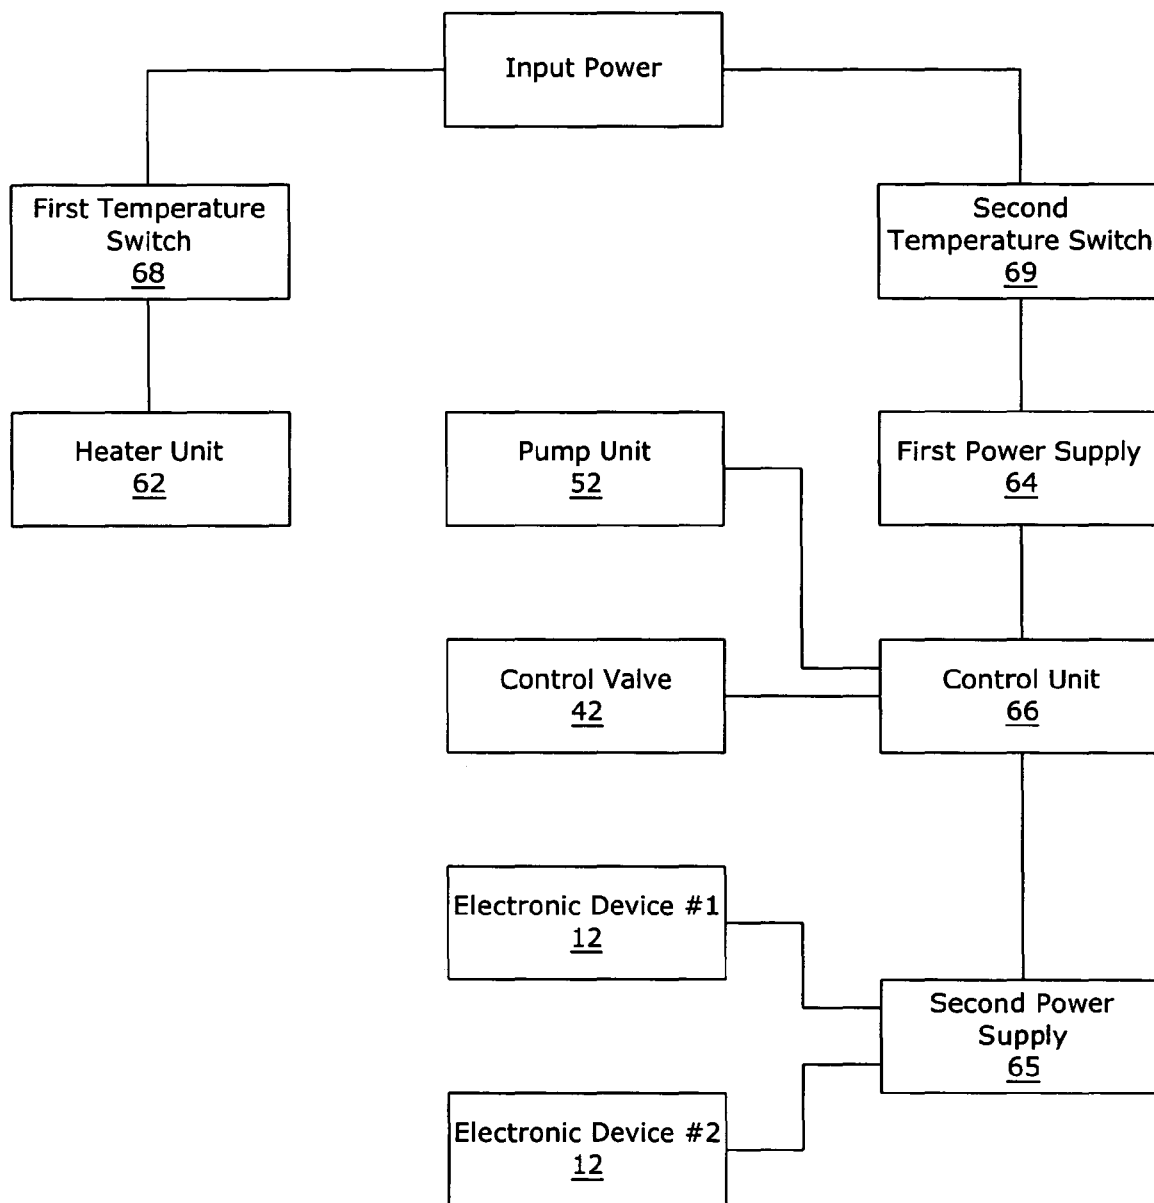 Input Power
First Temperature
Switch
68
Second
Temperature Switch
69
Heater Unit
62
Pump Unit
52
First Power Supply
64
Control Valve
42
Control Unit
66
Electronic Device #1
12
Second Power
Supply
65
Electronic Device #2
12